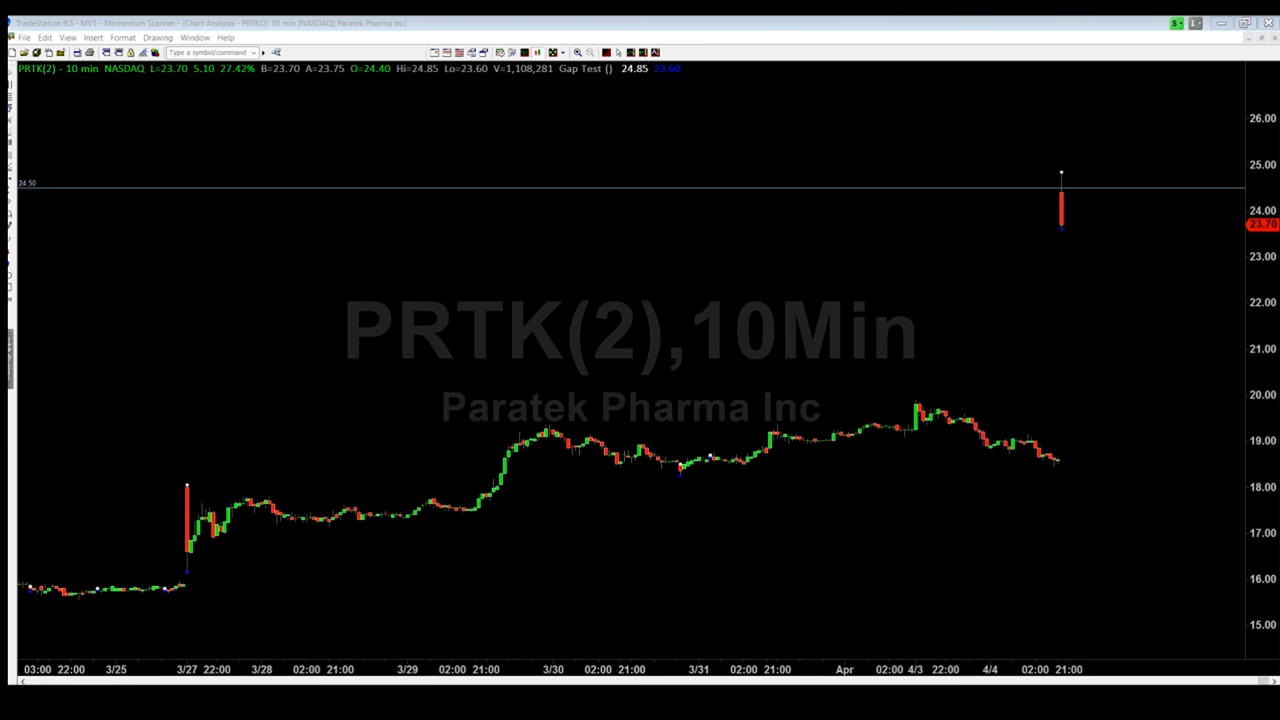 TradeStation 9.5 - MV1 - Momentum Scanner - [Chart Analysis - PRTK(2) 10 min [NASDAQ] Paratek Pharma Inc]
File Edit View Insert Format Drawing Window Help
Type a symbol/command
PRTK(2) - 10 min NASDAQ L=23.70 5.10 27.42% B=23.70 A=23.75 O=24.40 Hi=24.85 Lo=23.60 V=1,108,281 Gap Test () 24.85 23.60
26.00
25.00
24.50
24.00
23.70
23.00
22.00
PRTK(2),10Min
21.00
Paratek Pharma Inc
20.00
19.00
18.00
17.00
16.00
15.00
03:00 22:00 3/25 3/27 22:00 3/28 02:00 21:00 3/29 02:00 21:00 3/30 02:00 21:00 3/31 02:00 21:00 Apr 02:00 4/3 22:00 4/4 02:00 21:00